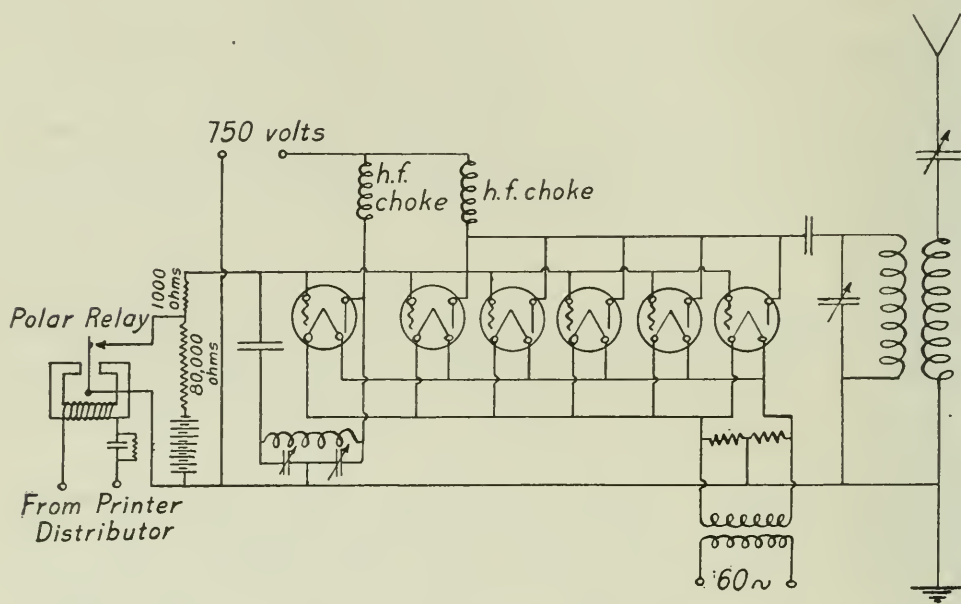 750 volts
h.f.
choke
h.f. choke
1000
ohms
Polar Relay
80,000
ohms
From Printer
Distributor
60~